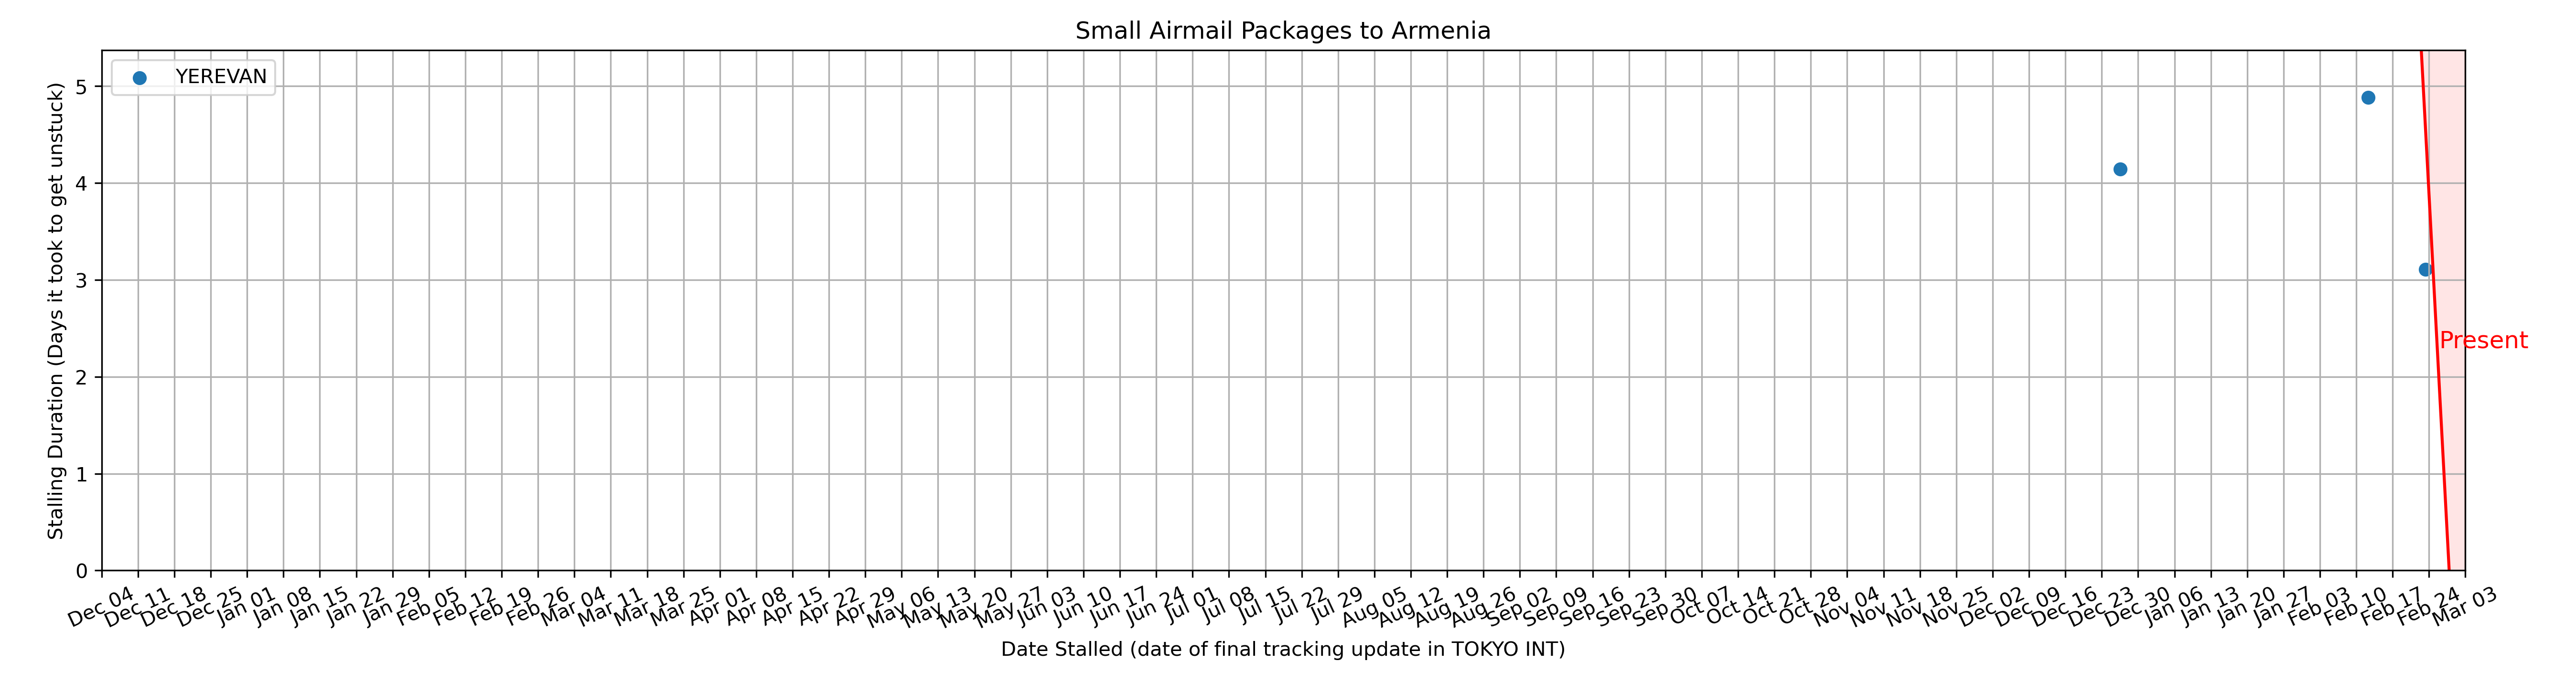 Small Airmail Packages to Armenia
YEREVAN
Stalling Duration (Days it took to get unstuck)
5
4
3
2
1
0
Present
Dec 04 Dec 11 Dec 18 Dec 25 Jan 01 Jan 08 Jan 15 Jan 22 Jan 29 Feb 05 Feb 12 Feb 19 Feb 26 Mar 04 Mar 11 Mar 18 Mar 25 Apr 01 Apr 08 Apr 15 Apr 22 Apr 29 May 06 May 13 May 20 May 27 Jun 03 Jun 10 Jun 17 Jun 24 Jul 01 Jul 08 Jul 15 Jul 22 Jul 29 Aug 05 Aug 12 Aug 19 Aug 26 Sep 02 Sep 09 Sep 16 Sep 23 Sep 30 Oct 07 Oct 14 Oct 21 Oct 28 Nov 04 Nov 11 Nov 18 Nov 25 Dec 02 Dec 09 Dec 16 Dec 23 Dec 30 Jan 06 Jan 13 Jan 20 Jan 27 Feb 03 Feb 10 Feb 17 Feb 24 Mar 03
Date Stalled (date of final tracking update in TOKYO INT)